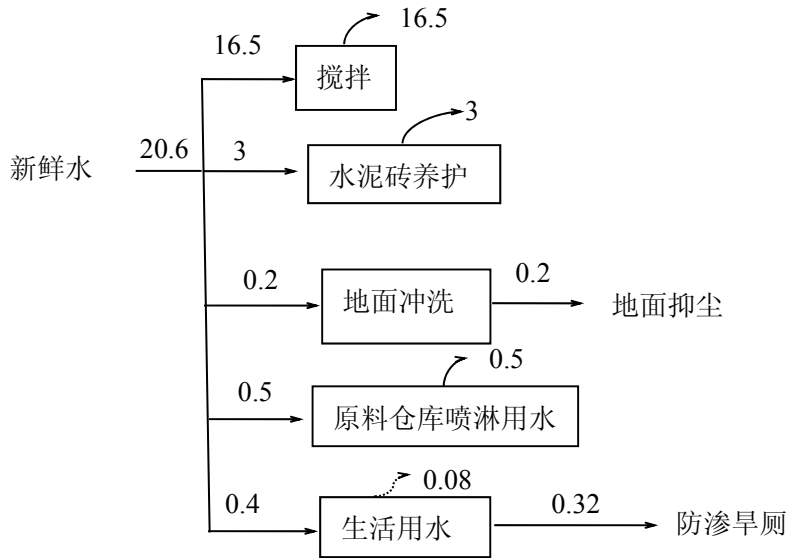 16.5
16.5
搅拌
3
新鲜水
20.6
3
水泥砖养护
0.2
地面冲洗
0.2
地面抑尘
0.5
0.5
原料仓库喷淋用水
0.08
0.4
生活用水
0.32
防渗旱厕